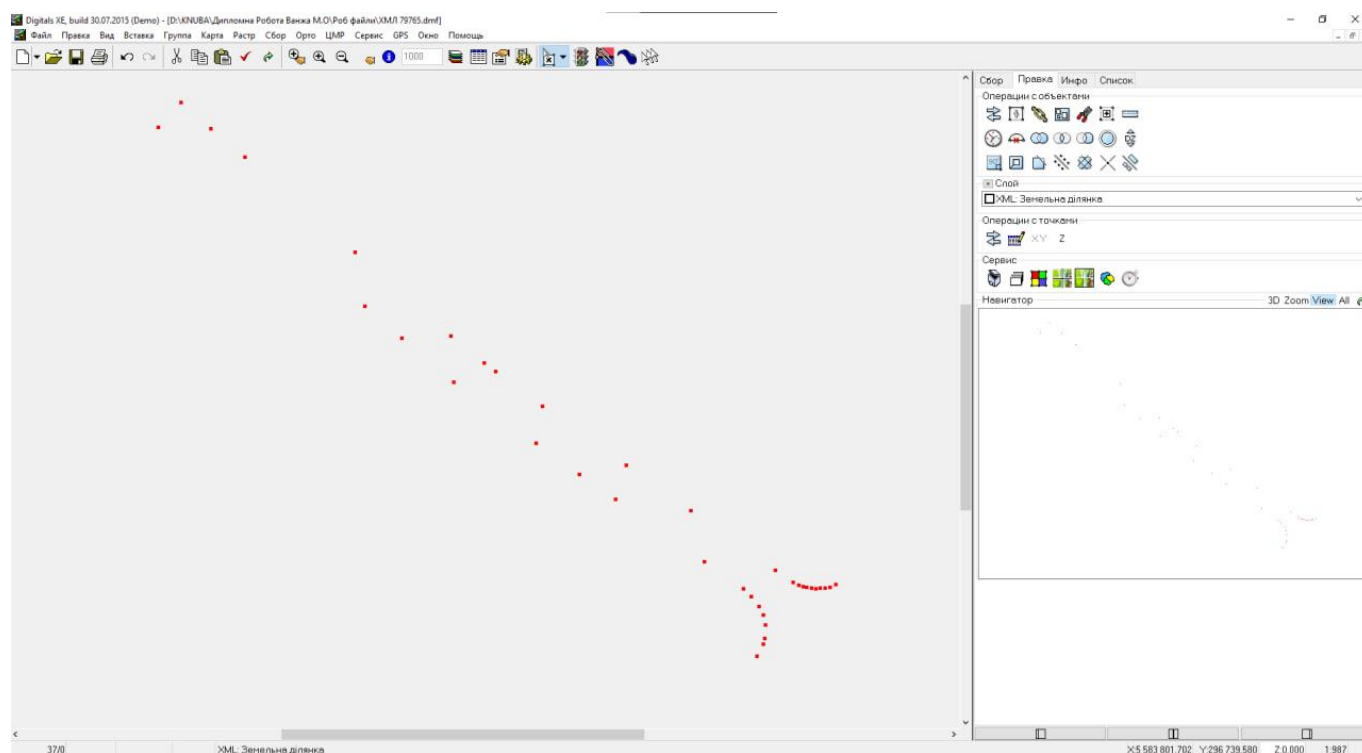 Digitals XE, build 30.07.2015 (Demo) - [D:\KNUBA\Дипломна Робота Ванжа М.О\Роб файли\ХМЛ 79765.dmf]
Файл Правка Вид Вставка Группа Карта Растр Сбор Орто ЦМР Сервис GPS Окно Помощь
1000
Сбор Правка Инфо Список
Операции с объектами
Слой
XML: Земельна ділянка
Операции с точками
XY Z
Сервис
Навигатор 3D Zoom View All
37/0 XML: Земельна ділянка X:5 583 801.702 Y:296 739.580 Z:0.000 1:987